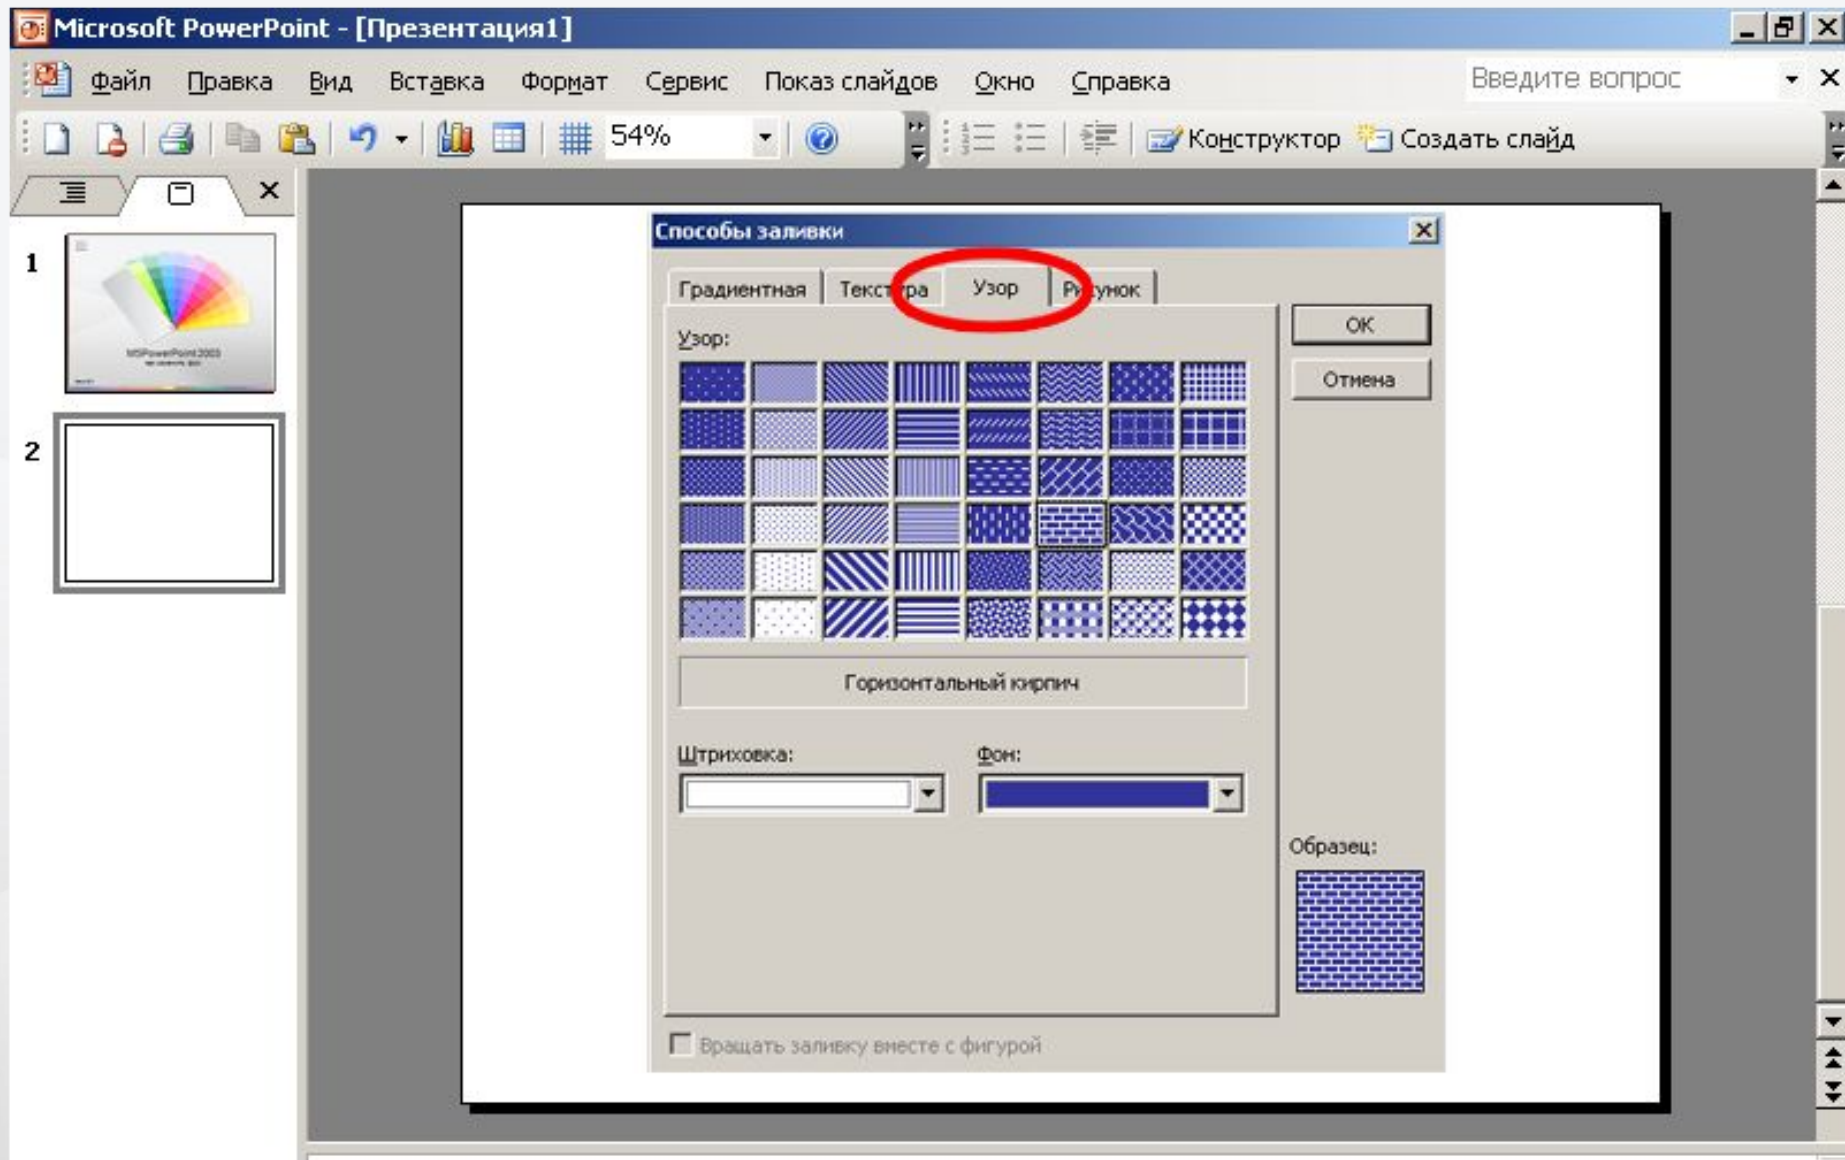 Microsoft PowerPoint - [Презентация1]
Файл Правка Вид Вставка Формат Сервис Показ слайдов Окно Справка Введите вопрос
54% Конструктор Создать слайд
1
MSPowerPoint 2003
2
Способы заливки
Градиентная Текстура Узор Рисунок
Узор:
ОК
Отмена
Горизонтальный кирпич
Штриховка: Фон:
Образец:
Вращать заливку вместе с фигурой